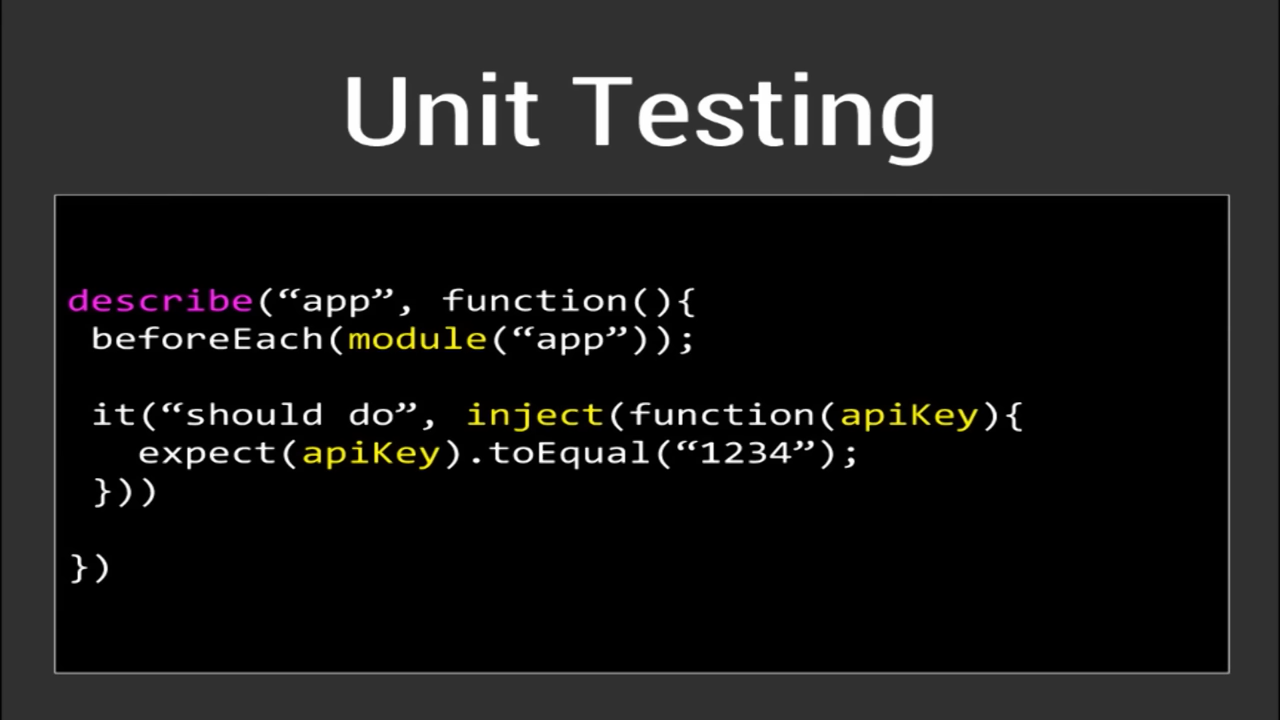 Unit Testing
describe(“app”, function(){
beforeEach(module(“app”));
it(“should do”, inject(function(apiKey){
expect(apiKey).toEqual(“1234”);
}))
})